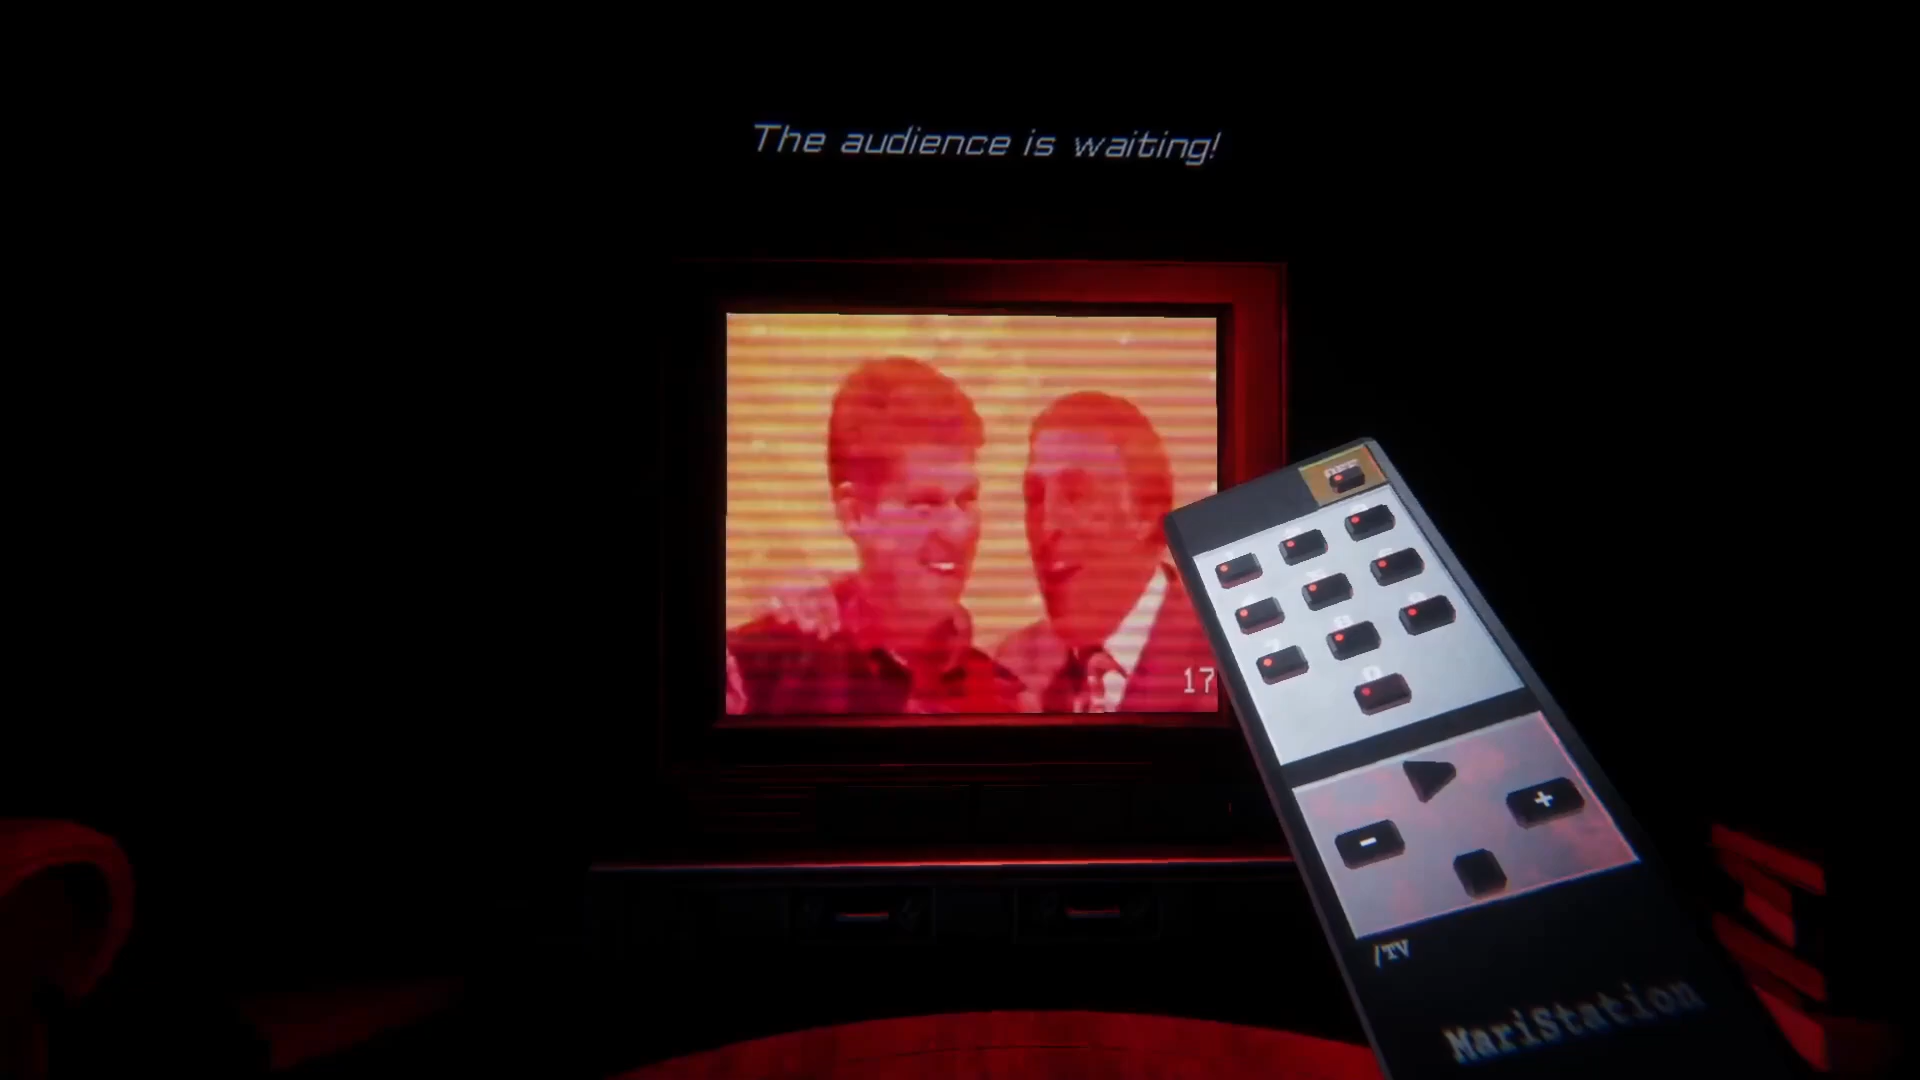 The audience is waiting!
17
+
-
/TV
MariStation